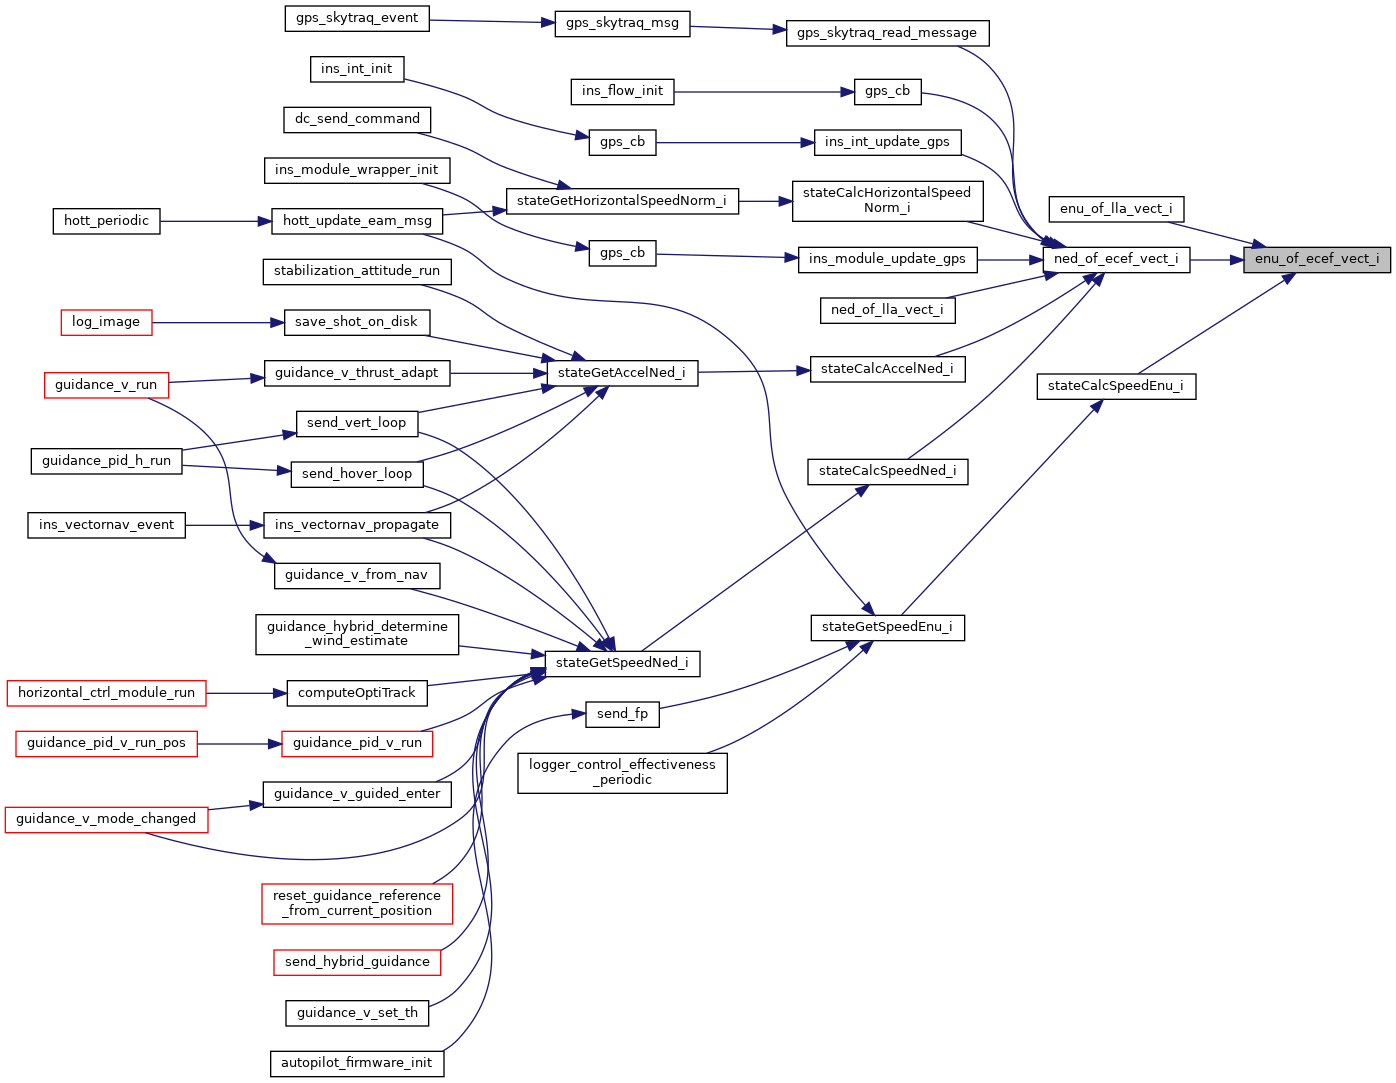 gps_skytraq_event
gps_skytraq_msg
gps_skytraq_read_message
ins_int_init
ins_flow_init
gps_cb
dc_send_command
gps_cb
ins_int_update_gps
ins_module_wrapper_init
stateGetHorizontalSpeedNorm_i
stateCalcHorizontalSpeed
Norm_i
enu_of_lla_vect_i
hott_periodic
hott_update_eam_msg
gps_cb
ins_module_update_gps
ned_of_ecef_vect_i
enu_of_ecef_vect_i
stabilization_attitude_run
ned_of_lla_vect_i
log_image
save_shot_on_disk
guidance_v_run
guidance_v_thrust_adapt
stateGetAccelNed_i
stateCalcAccelNed_i
stateCalcSpeedEnu_i
send_vert_loop
guidance_pid_h_run
send_hover_loop
stateCalcSpeedNed_i
ins_vectornav_event
ins_vectornav_propagate
guidance_v_from_nav
guidance_hybrid_determine
_wind_estimate
stateGetSpeedEnu_i
stateGetSpeedNed_i
horizontal_ctrl_module_run
computeOptiTrack
send_fp
guidance_pid_v_run_pos
guidance_pid_v_run
logger_control_effectiveness
_periodic
guidance_v_guided_enter
guidance_v_mode_changed
reset_guidance_reference
_from_current_position
send_hybrid_guidance
guidance_v_set_th
autopilot_firmware_init